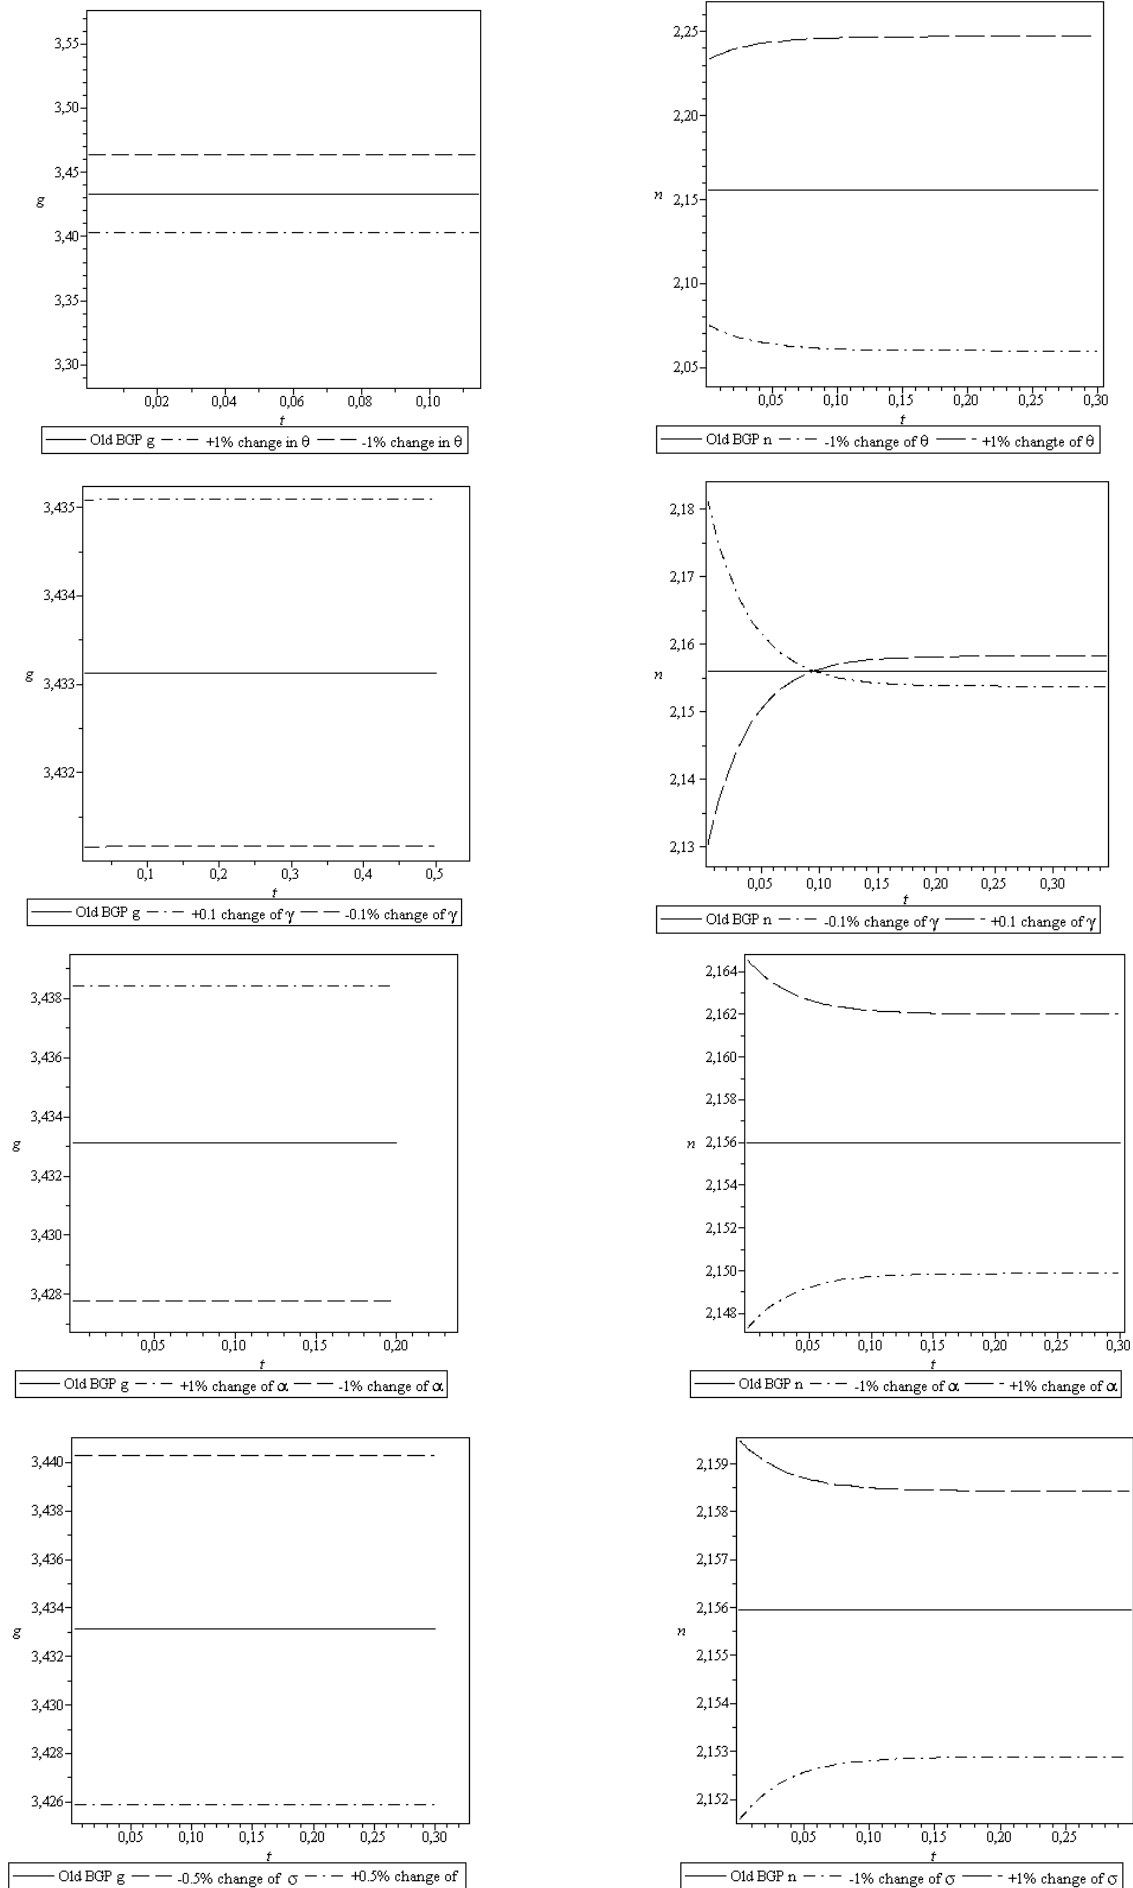 3,55
3,50
3,45
g
3,40
3,35
3,30
0,02 0,04 0,06 0,08 0,10
t
Old BGP g +1% change in θ -1% change in θ
2,25
2,20
n
2,15
2,10
2,05
0,05 0,10 0,15 0,20 0,25 0,30
t
Old BGP n -1% change of θ +1% changte of θ
3,435
3,434
g
3,433
3,432
0,1 0,2 0,3 0,4 0,5
t
Old BGP g +0.1 change of γ -0.1% change of γ
2,18
2,17
2,16
n
2,15
2,14
2,13
0,05 0,10 0,15 0,20 0,25 0,30
t
Old BGP n -0.1% change of γ +0.1 change of γ
3,438
3,436
3,434
g
3,432
3,430
3,428
0,05 0,10 0,15 0,20
t
Old BGP g +1% change of α -1% change of α
2,164
2,162
2,160
2,158
n 2,156
2,154
2,152
2,150
2,148
0,05 0,10 0,15 0,20 0,25 0,30
t
Old BGP n -1% change of α +1% change of α
3,440
3,438
3,436
3,434
g
3,432
3,430
3,428
3,426
0,05 0,10 0,15 0,20 0,25 0,30
t
Old BGP g -0.5% change of σ +0.5% change of
2,159
2,158
2,157
2,156
n
2,155
2,154
2,153
2,152
0,05 0,10 0,15 0,20 0,25
t
Old BGP n -1% change of σ +1% change of σ